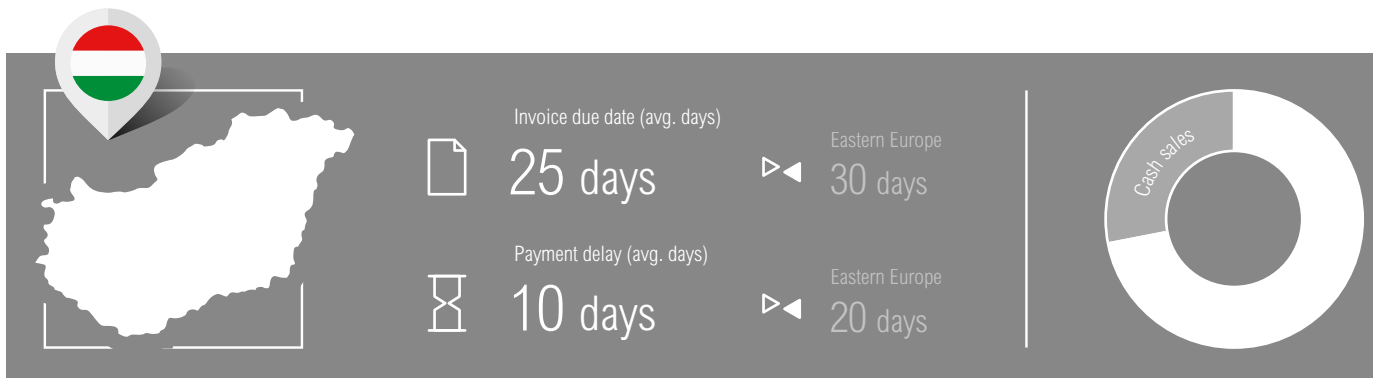 Invoice due date (avg. days)
25 days
Eastern Europe
30 days
Payment delay (avg. days)
10 days
Eastern Europe
20 days
Cash sales